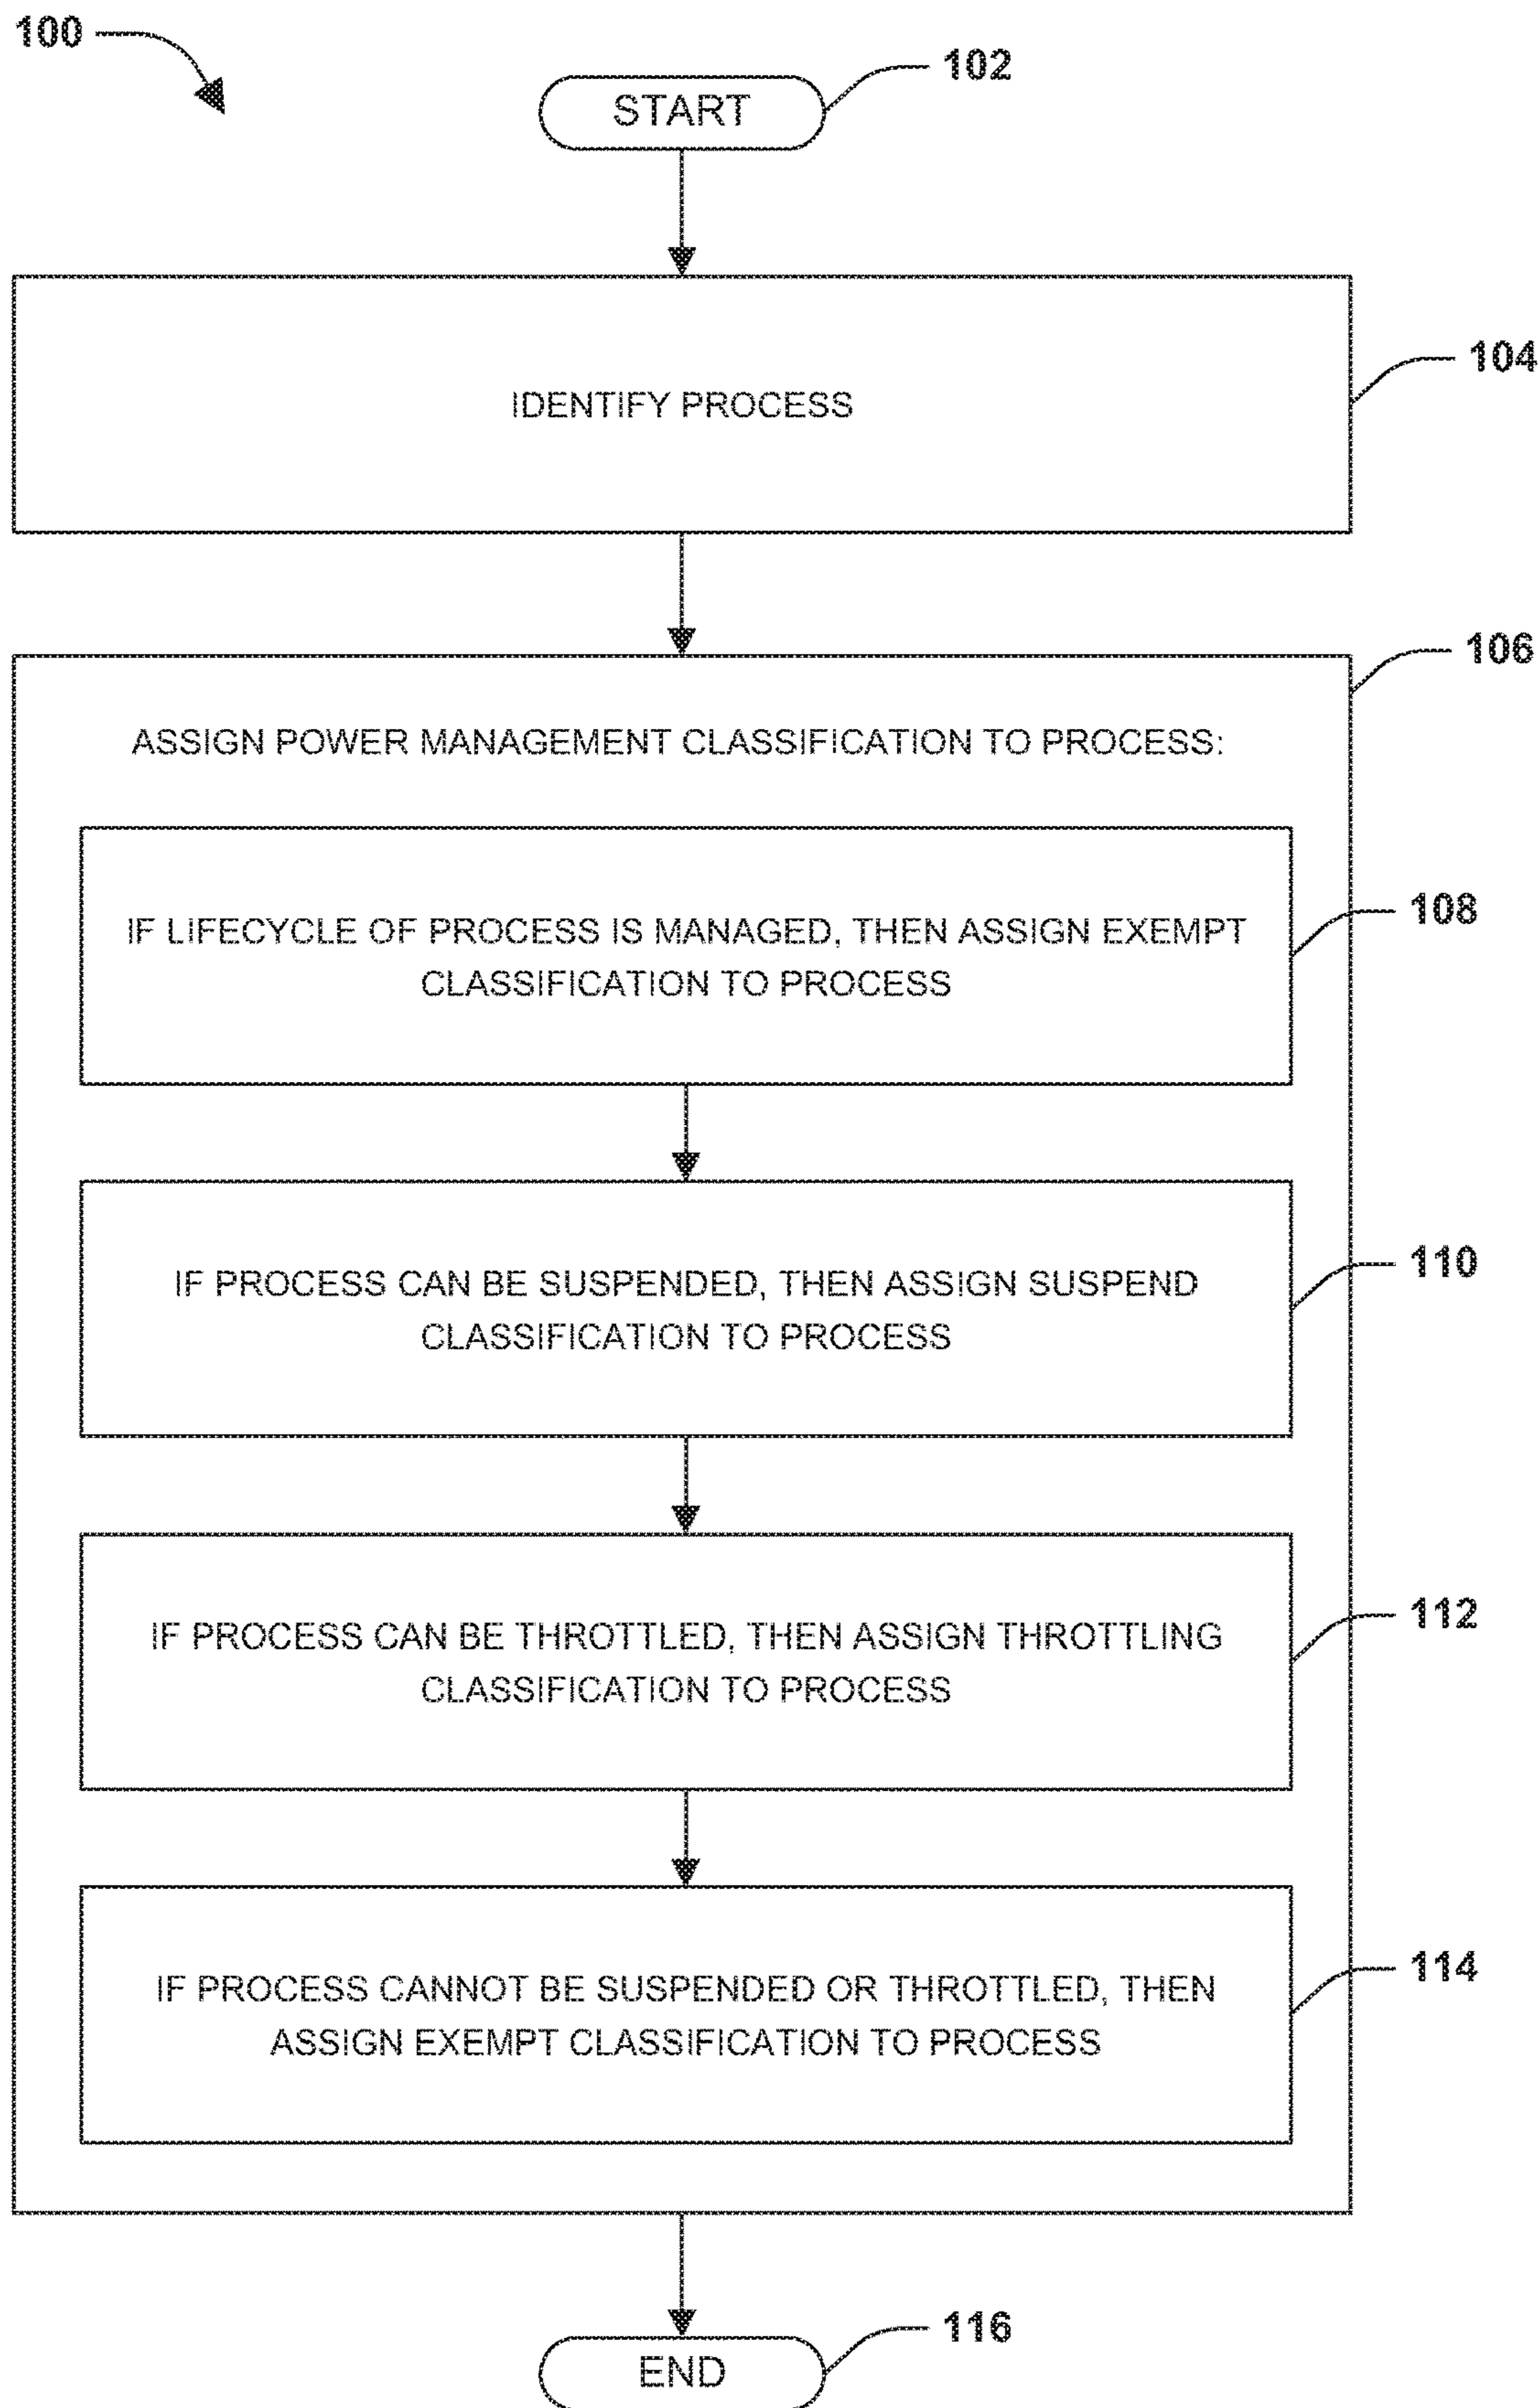 100
102
START
IDENTIFY PROCESS
104
106
ASSIGN POWER MANAGEMENT CLASSIFICATION TO PROCESS:
IF LIFECYCLE OF PROCESS IS MANAGED, THEN ASSIGN EXEMPT
CLASSIFICATION TO PROCESS
108
IF PROCESS CAN BE SUSPENDED, THEN ASSIGN SUSPEND
CLASSIFICATION TO PROCESS
110
IF PROCESS CAN BE THROTTLED, THEN ASSIGN THROTTLING
CLASSIFICATION TO PROCESS
112
IF PROCESS CANNOT BE SUSPENDED OR THROTTLED, THEN
ASSIGN EXEMPT CLASSIFICATION TO PROCESS
114
116
END